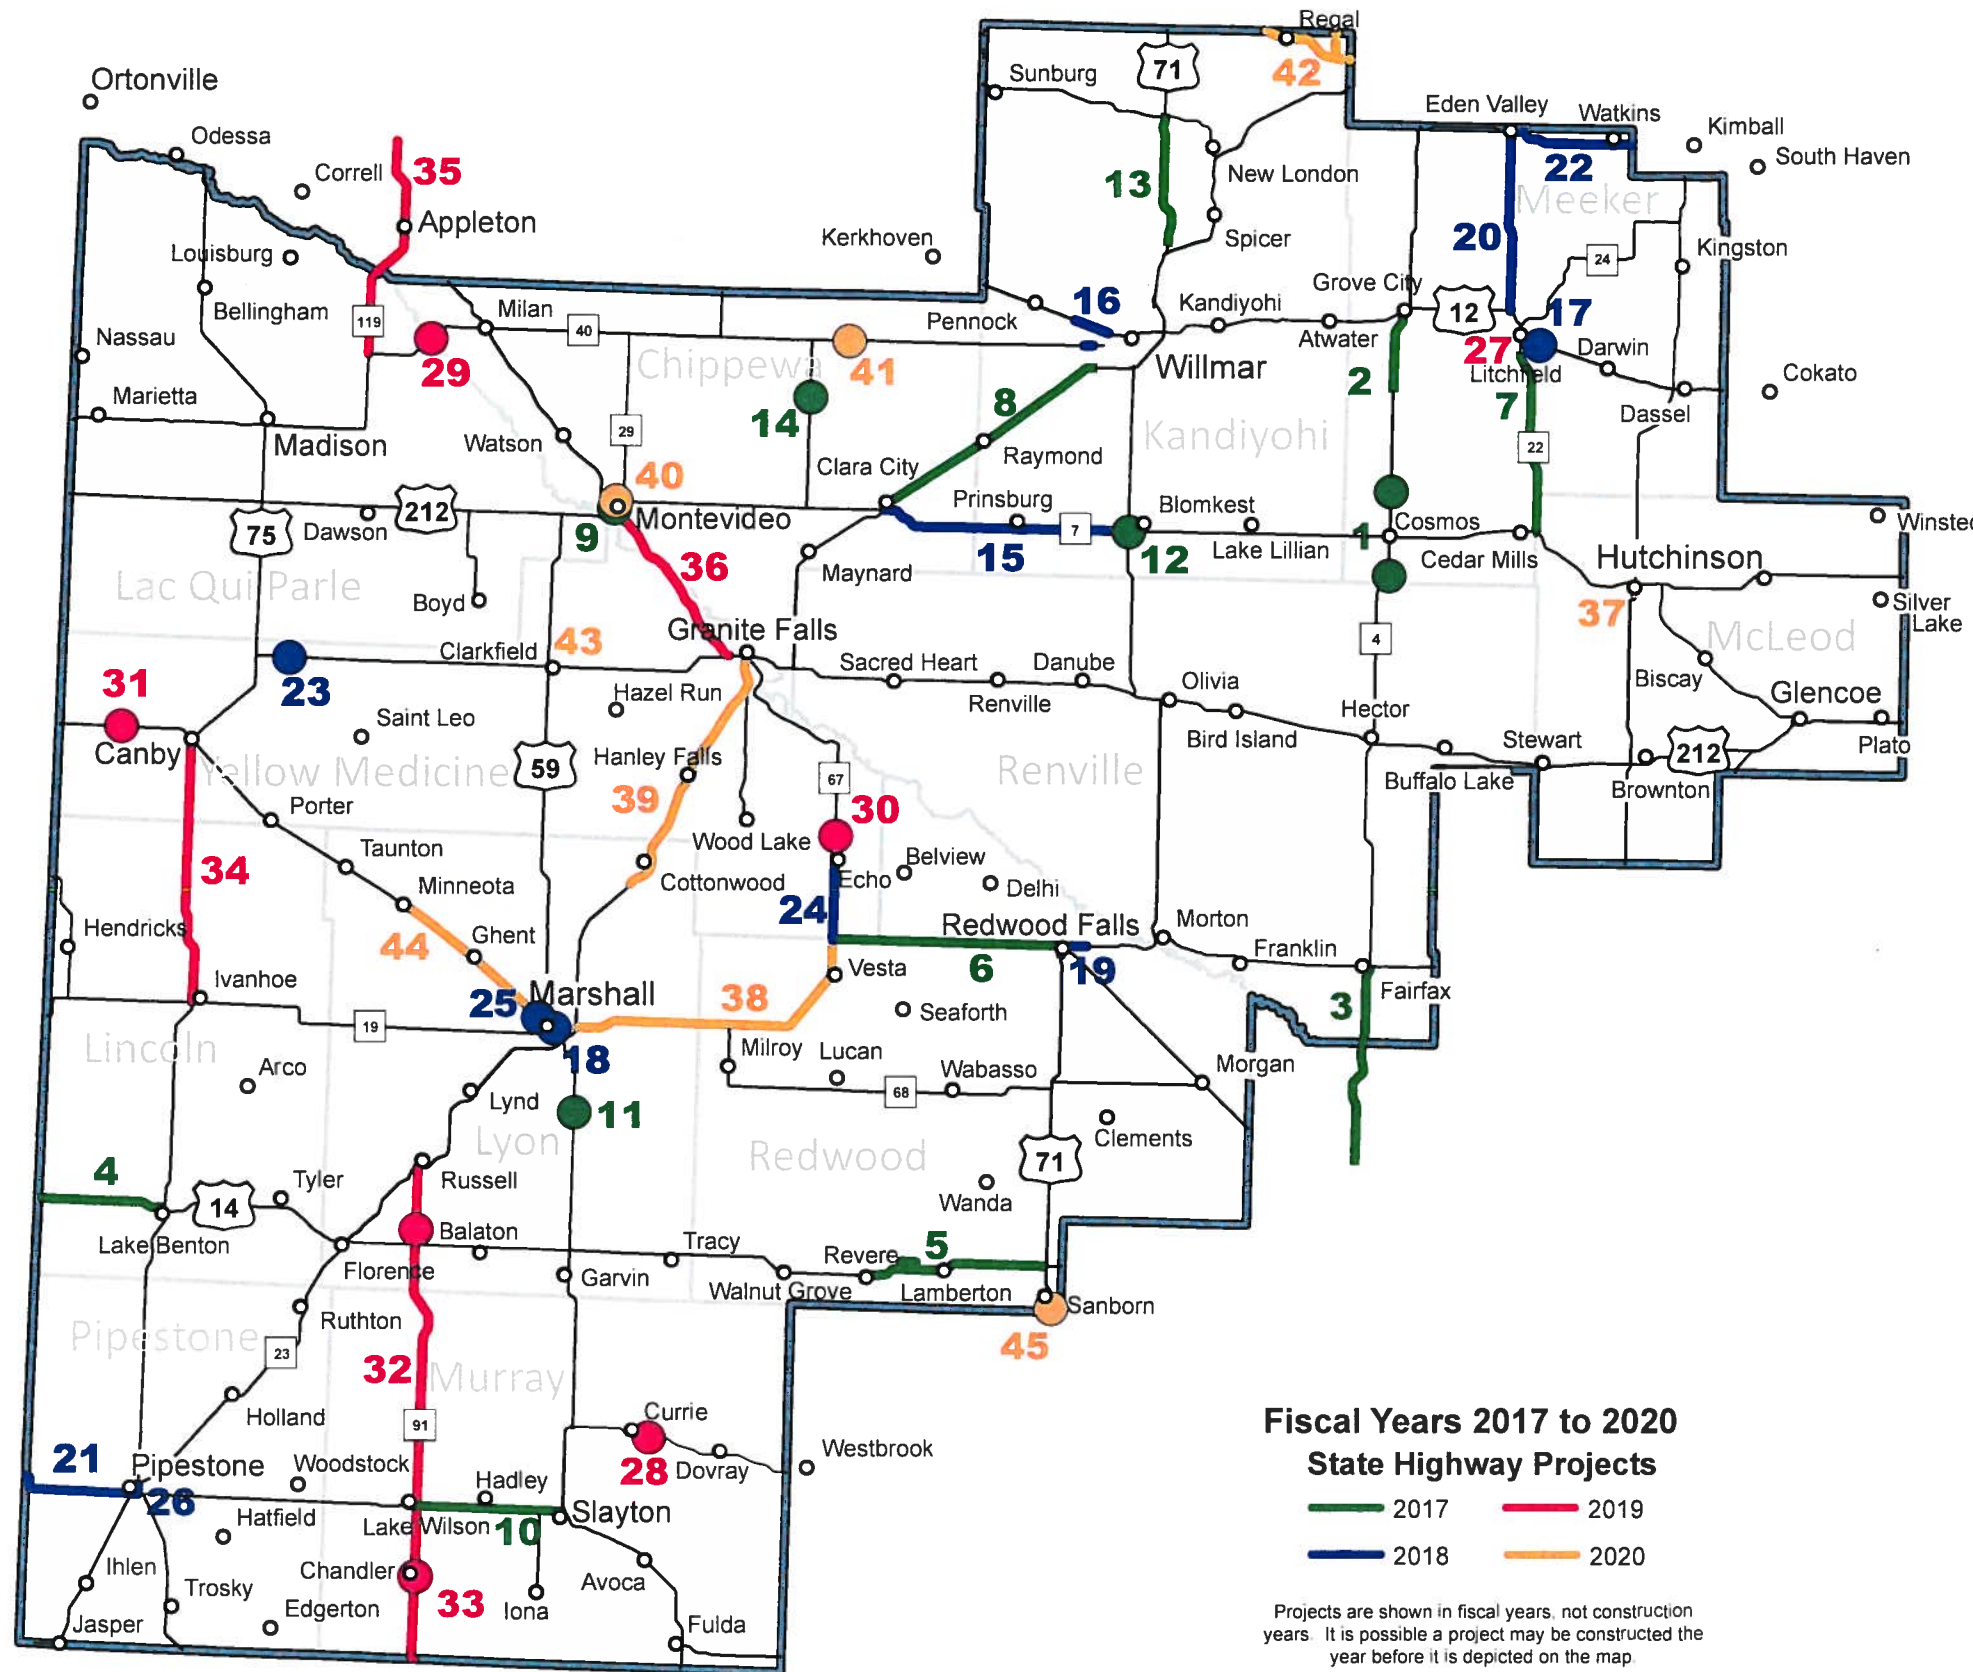 Regal
42
71
Sunburg
Ortonville
Eden Valley
Watkins
Kimball
South Haven
Odessa
Correll
35
Appleton
13
New London
22
Meeker
20
Spicer
Kerkhoven
Louisburg
Bellingham
24
Kingston
Grove City
Milan
16
Kandiyohi
12
17
Pennock
119
40
Nassau
Atwater
27
Darwin
Chippewa
41
Willmar
29
Litchfield
2
Cokato
Marietta
8
7
Dassel
14
Madison
Watson
29
Kandiyohi
22
Raymond
Clara City
40
212
Prinsburg
Blomkest
Montevideo
Dawson
75
9
7
1
Cosmos
Winsted
15
12
Lake Lillian
Cedar Mills
Hutchinson
36
Maynard
Lac Qui Parle
Boyd
37
Silver
Lake
Granite Falls
4
McLeod
43
Clarkfield
Sacred Heart
Danube
31
23
Hazel Run
Renville
Olivia
Biscay
Glencoe
Saint Leo
Hector
Canby
Bird Island
Stewart
212
Plato
Yellow Medicine
59
Hanley Falls
67
Renville
Buffalo Lake
Brownton
39
Porter
30
Wood Lake
Taunton
Belview
34
Minneota
Cottonwood
Echo
Delhi
24
Hendricks
44
Ghent
Redwood Falls
Morton
Franklin
Vesta
6
19
Ivanhoe
25
Marshall
38
Fairfax
3
Seaforth
19
Lincoln
18
Milroy
Lucan
Arco
Wabasso
Morgan
68
Lynd
11
Clements
Lyon
Redwood
71
4
Tyler
Russell
14
Wanda
Balaton
Lake Benton
Tracy
Revere
5
Florence
Garvin
Walnut Grove
Lamberton
Sanborn
Ruthton
Pipestone
45
23
32
Murray
Holland
91
Currie
Fiscal Years 2017 to 2020
State Highway Projects
21
Pipestone
Woodstock
28
Dovray
Westbrook
Hadley
26
Hatfield
Lake Wilson
10
Slayton
2017
2019
2018
2020
Ihlen
Chandler
Trosky
Avoca
Edgerton
33
Iona
Jasper
Fulda
Projects are shown in fiscal years, not construction
years. It is possible a project may be constructed the
year before it is depicted on the map.